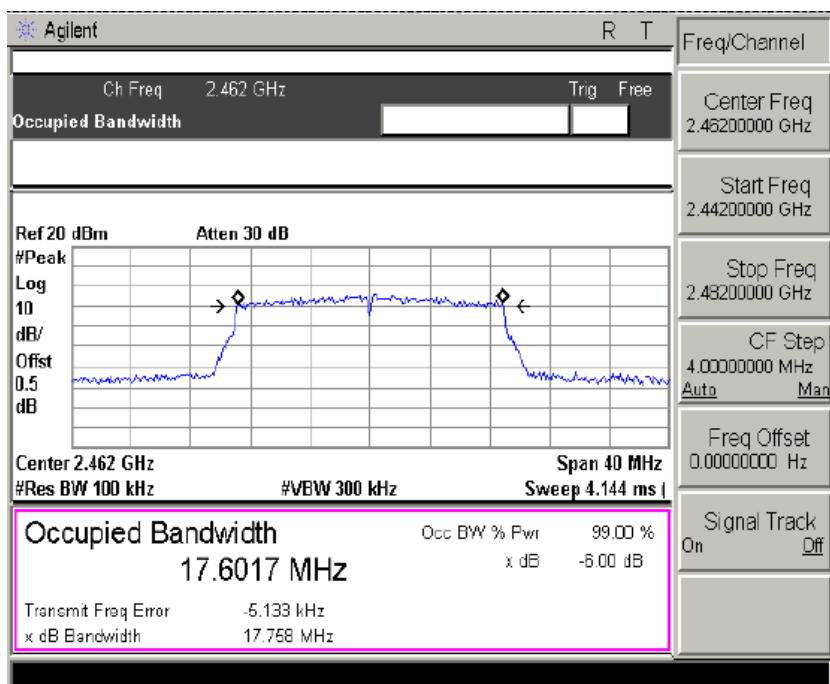 Agilent R T
Ch Freq 2.462 GHz Trig Free
Occupied Bandwidth
Ref 20 dBm Atten 30 dB
#Peak
Log
10
dB/
Offst
0.5
dB
Center 2.462 GHz Span 40 MHz
#Res BW 100 kHz #VBW 300 kHz Sweep 4.144 ms (
Occupied Bandwidth
17.6017 MHz
Occ BW % Pwr 99.00 %
x dB -6.00 dB
Transmit Freq Error -5.133 kHz
x dB Bandwidth 17.758 MHz
Freq/Channel
Center Freq
2.46200000 GHz
Start Freq
2.44200000 GHz
Stop Freq
2.48200000 GHz
CF Step
4.00000000 MHz
Auto Man
Freq Offset
0.00000000 Hz
Signal Track
On Off